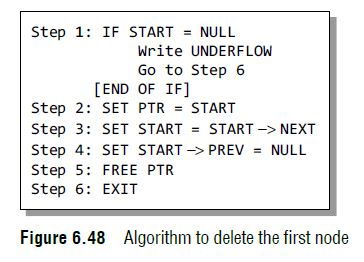 Step 1: IF START = NULL
Write UNDERFLOW
Go to Step 6
[END OF IF]
Step 2: SET PTR = START
Step 3: SET START = START -> NEXT
Step 4: SET START -> PREV = NULL
Step 5: FREE PTR
Step 6: EXIT
Figure 6.48 Algorithm to delete the first node